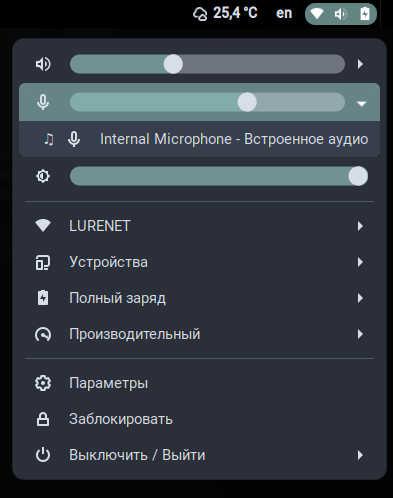 25,4 °C en
Internal Microphone - Встроенное аудио
LURENET
Устройства
Полный заряд
Производительный
Параметры
Заблокировать
Выключить / Выйти